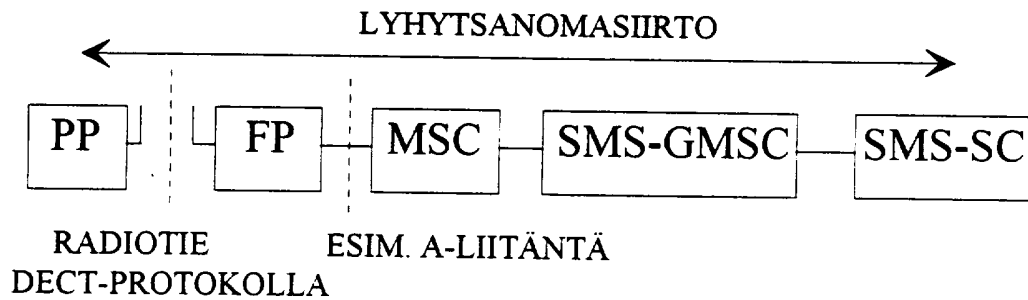 LYHYTSANOMASIIRTO
PP FP MSC SMS-GMSC SMS-SC
RADIOTIE ESIM. A-LIITÄNTÄ
DECT-PROTOKOLLA